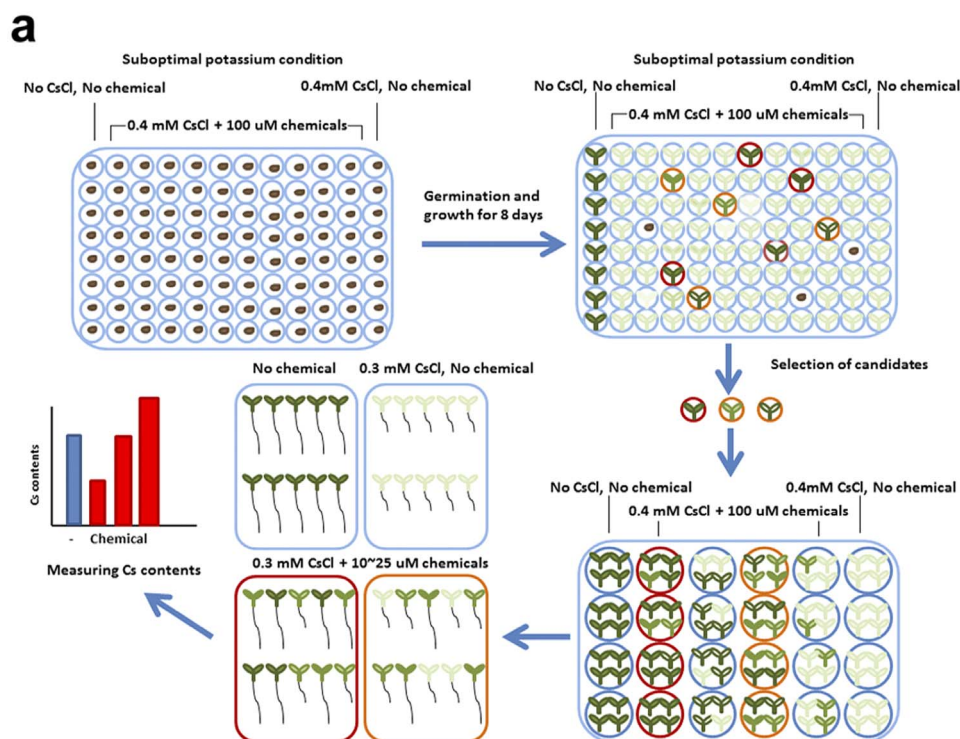 a
Suboptimal potassium condition
No CsCl, No chemical
0.4mM CsCl, No chemical
0.4 mM CsCl + 100 uM chemicals
Germination and
growth for 8 days
Suboptimal potassium condition
No CsCl, No chemical
0.4mM CsCl, No chemical
0.4 mM CsCl + 100 uM chemicals
Selection of candidates
No CsCl, No chemical
0.4mM CsCl, No chemical
0.4 mM CsCl + 100 uM chemicals
No chemical
0.3 mM CsCl, No chemical
0.3 mM CsCl + 10~25 uM chemicals
Cs contents
- Chemical
Measuring Cs contents